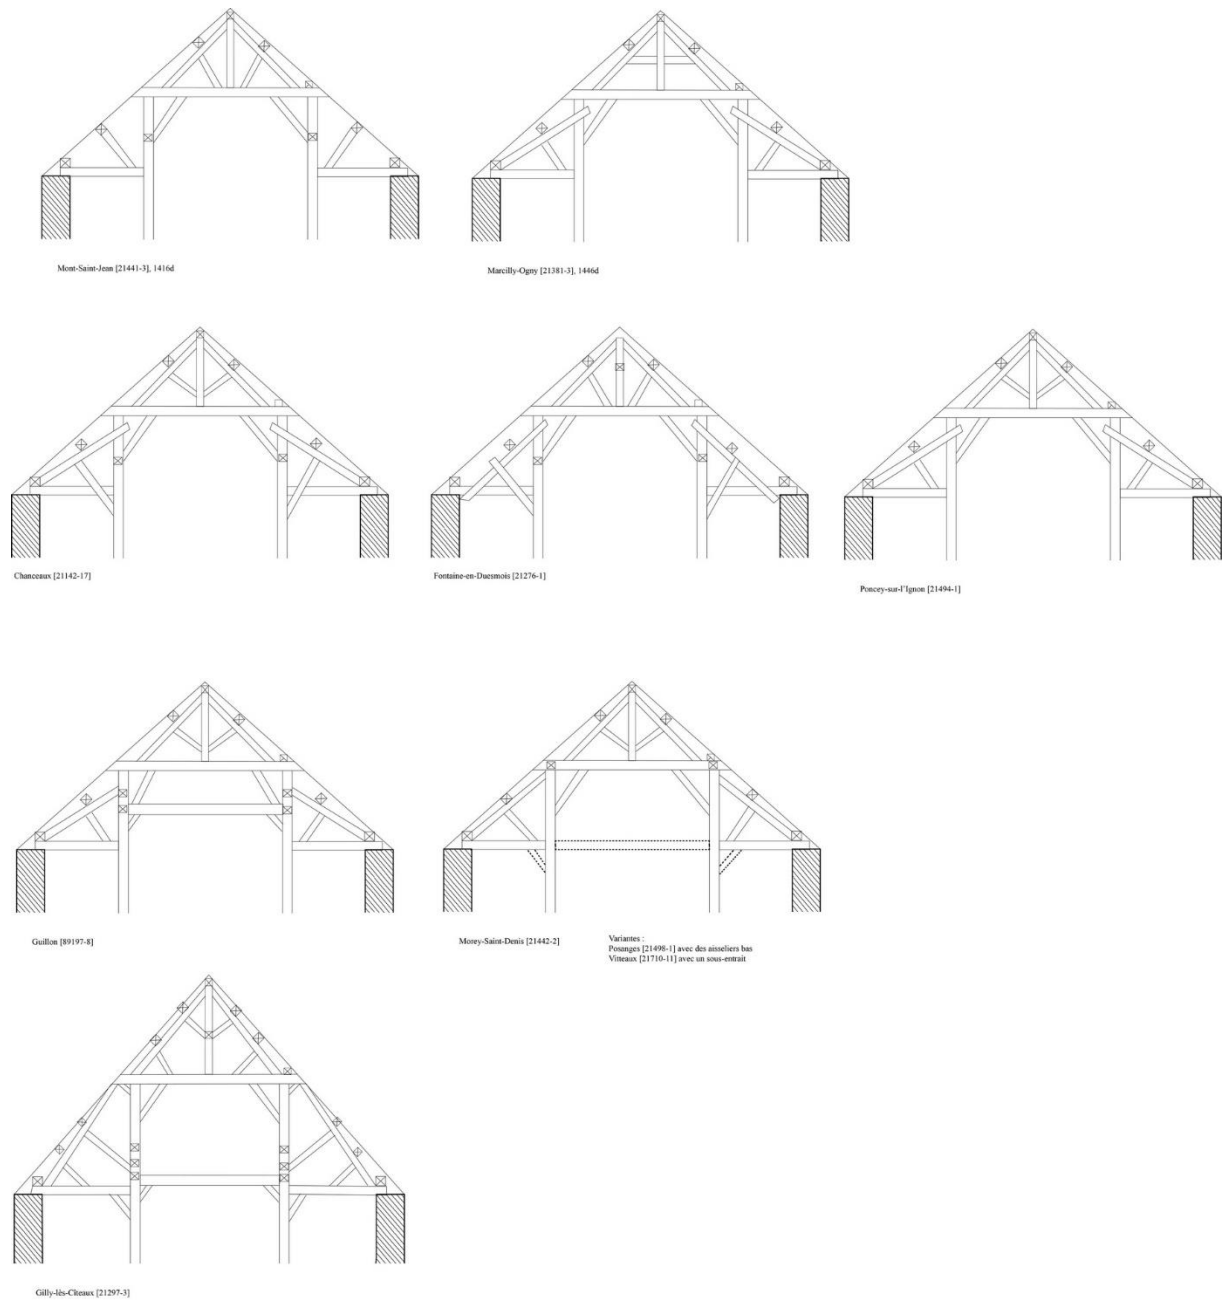 Mont-Saint-Jean [21441-3], 1416d
Marcilly-Ogny [21381-3], 1446d
Chanceaux [21142-17]
Fontaine-en-Duesmois [21276-1]
Poncey-sur-l'Ignon [21494-1]
Guillon [89197-8]
Morey-Saint-Denis [21442-2]
Variantes :
Posanges [21498-1] avec des aisseliers bas
Vitteaux [21710-11] avec un sous-entrait
Gilly-lès-Cîteaux [21297-3]